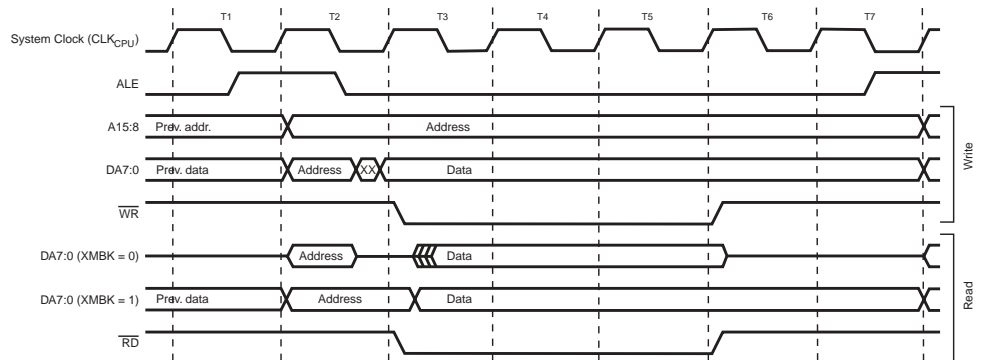 T1 T2 T3 T4 T5 T6 T7
System Clock (CLKCPU)
ALE
A15:8 Prev. addr. Address
DA7:0 Prev. data Address XX Data
WR
Write
DA7:0 (XMBK = 0) Address Data
DA7:0 (XMBK = 1) Prev. data Address Data
RD
Read